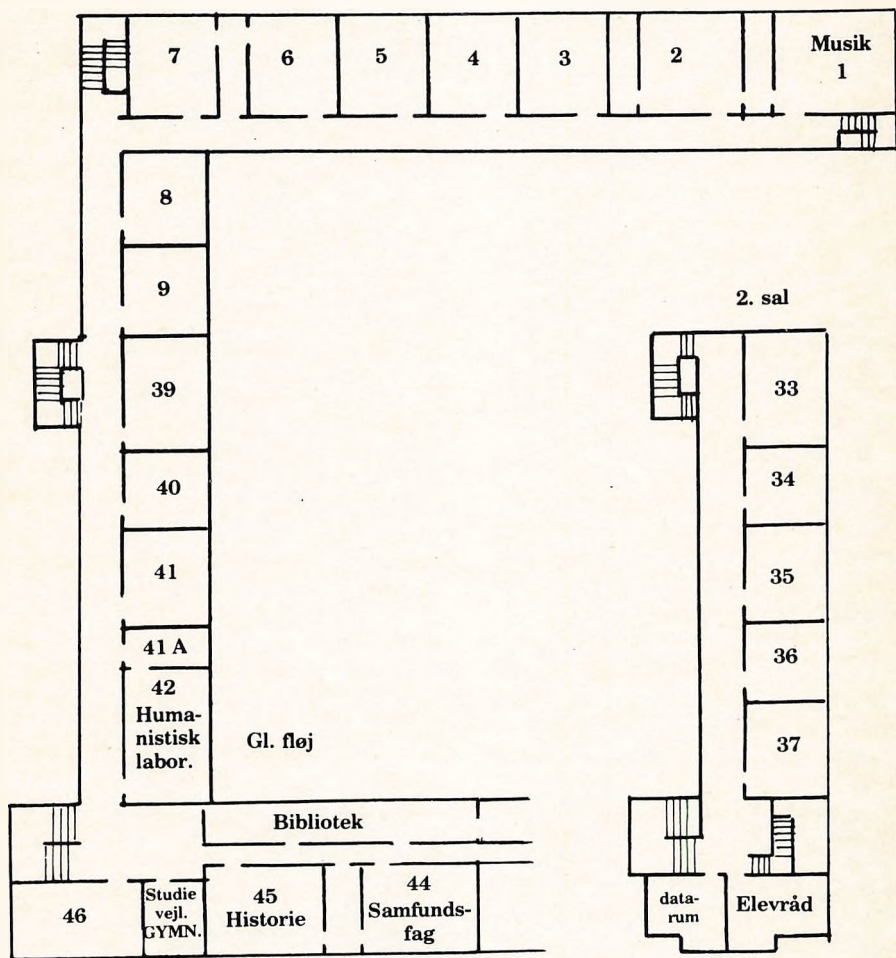 7
6
5
4
3
2
Musik
1
8
9
39
40
41
41 A
42
Huma-
nistisk
labor.
Gl. fløj
Bibliotek
46
Studie
vejl.
GYMN.
45
Historie
44
Samfunds-
fag
2. sal
33
34
35
36
37
data-
rum
Elevråd